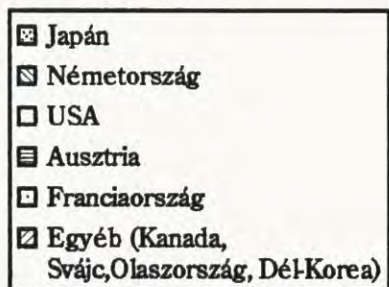 Japán
Németország
USA
Ausztria
Franciaország
Egyéb (Kanada,
Svájc,Olaszország, Dél-Korea)